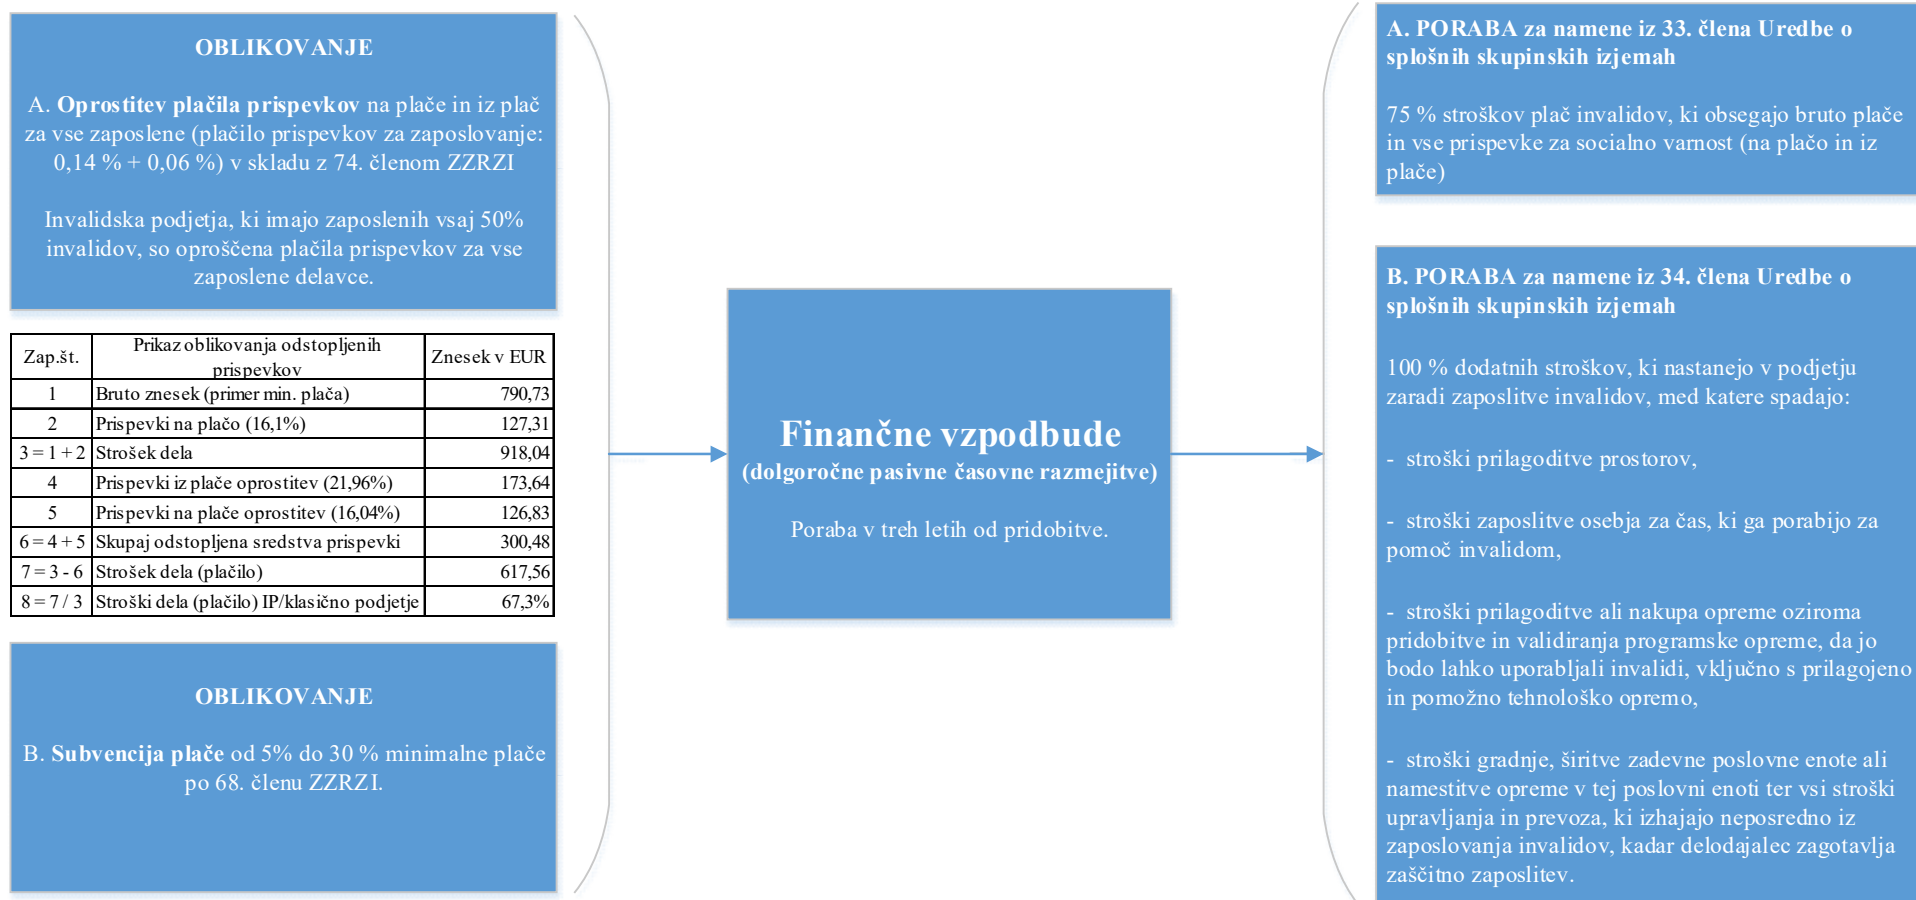 OBLIKOVANJE
A. Oprostitev plačila prispevkov na plače in iz plač
za vse zaposlene (plačilo prispevkov za zaposlovanje:
0,14 % + 0,06 %) v skladu z 74. členom ZZRZI
Invalidska podjetja, ki imajo zaposlenih vsaj 50%
invalidov, so oproščena plačila prispevkov za vse
zaposlene delavce.
Zap.št. Prikaz oblikovanja odstopljenih prispevkov Znesek v EUR
1 Bruto znesek (primer min. plača) 790,73
2 Prispevki na plačo (16,1%) 127,31
3 = 1 + 2 Strošek dela 918,04
4 Prispevki iz plače oprostitev (21,96%) 173,64
5 Prispevki na plače oprostitev (16,04%) 126,83
6 = 4 + 5 Skupaj odstopljena sredstva prispevki 300,48
7 = 3 - 6 Strošek dela (plačilo) 617,56
8 = 7 / 3 Stroški dela (plačilo) IP/klasično podjetje 67,3%
OBLIKOVANJE
B. Subvencija plače od 5% do 30 % minimalne plače
po 68. členu ZZRZI.
Finančne vzpodbude
(dolgoročne pasivne časovne razmejitve)
Poraba v treh letih od pridobitve.
A. PORABA za namene iz 33. člena Uredbe o
splošnih skupinskih izjemah
75 % stroškov plač invalidov, ki obsegajo bruto plače
in vse prispevke za socialno varnost (na plačo in iz
plače)
B. PORABA za namene iz 34. člena Uredbe o
splošnih skupinskih izjemah
100 % dodatnih stroškov, ki nastanejo v podjetju
zaradi zaposlitve invalidov, med katere spadajo:
- stroški prilagoditve prostorov,
- stroški zaposlitve osebja za čas, ki ga porabijo za
pomoč invalidom,
- stroški prilagoditve ali nakupa opreme oziroma
pridobitve in validiranja programske opreme, da jo
bodo lahko uporabljali invalidi, vključno s prilagojeno
in pomožno tehnološko opremo,
- stroški gradnje, širitve zadevne poslovne enote ali
namestitve opreme v tej poslovni enoti ter vsi stroški
upravljanja in prevoza, ki izhajajo neposredno iz
zaposlovanja invalidov, kadar delodajalec zagotavlja
zaščitno zaposlitev.